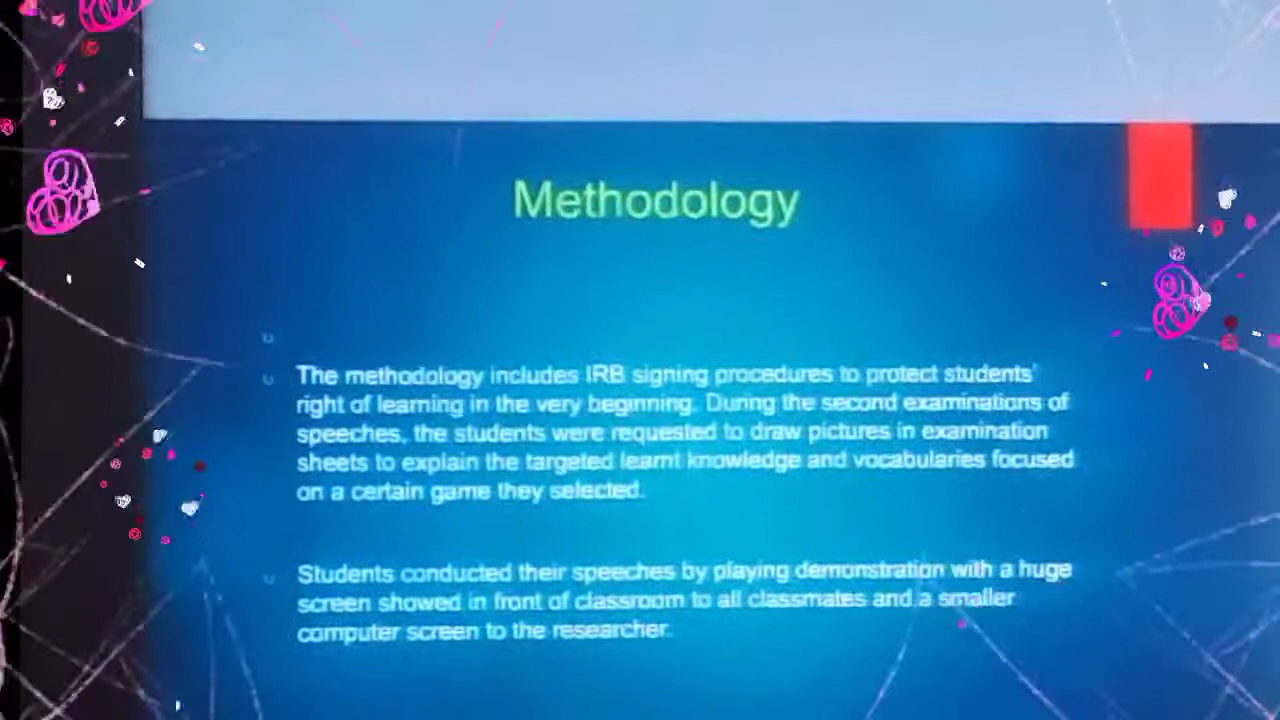 Methodology
The methodology includes IRB signing procedures to protect students'
right of learning in the very beginning. During the second examinations of
speeches, the students were requested to draw pictures in examination
sheets to explain the targeted learnt knowledge and vocabularies focused
on a certain game they selected.
Students conducted their speeches by playing demonstration with a huge
screen showed in front of classroom to all classmates and a smaller
computer screen to the researcher.